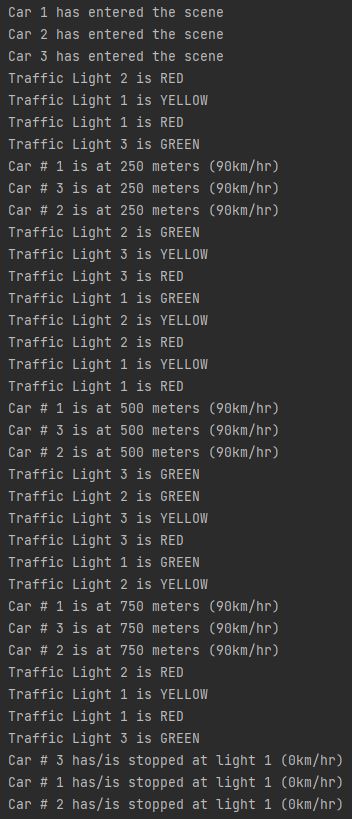 Car 1 has entered the scene
Car 2 has entered the scene
Car 3 has entered the scene
Traffic Light 2 is RED
Traffic Light 1 is YELLOW
Traffic Light 1 is RED
Traffic Light 3 is GREEN
Car # 1 is at 250 meters (90km/hr)
Car # 3 is at 250 meters (90km/hr)
Car # 2 is at 250 meters (90km/hr)
Traffic Light 2 is GREEN
Traffic Light 3 is YELLOW
Traffic Light 3 is RED
Traffic Light 1 is GREEN
Traffic Light 2 is YELLOW
Traffic Light 2 is RED
Traffic Light 1 is YELLOW
Traffic Light 1 is RED
Car # 1 is at 500 meters (90km/hr)
Car # 3 is at 500 meters (90km/hr)
Car # 2 is at 500 meters (90km/hr)
Traffic Light 3 is GREEN
Traffic Light 2 is GREEN
Traffic Light 3 is YELLOW
Traffic Light 3 is RED
Traffic Light 1 is GREEN
Traffic Light 2 is YELLOW
Car # 1 is at 750 meters (90km/hr)
Car # 3 is at 750 meters (90km/hr)
Car # 2 is at 750 meters (90km/hr)
Traffic Light 2 is RED
Traffic Light 1 is YELLOW
Traffic Light 1 is RED
Traffic Light 3 is GREEN
Car # 3 has/is stopped at light 1 (0km/hr)
Car # 1 has/is stopped at light 1 (0km/hr)
Car # 2 has/is stopped at light 1 (0km/hr)